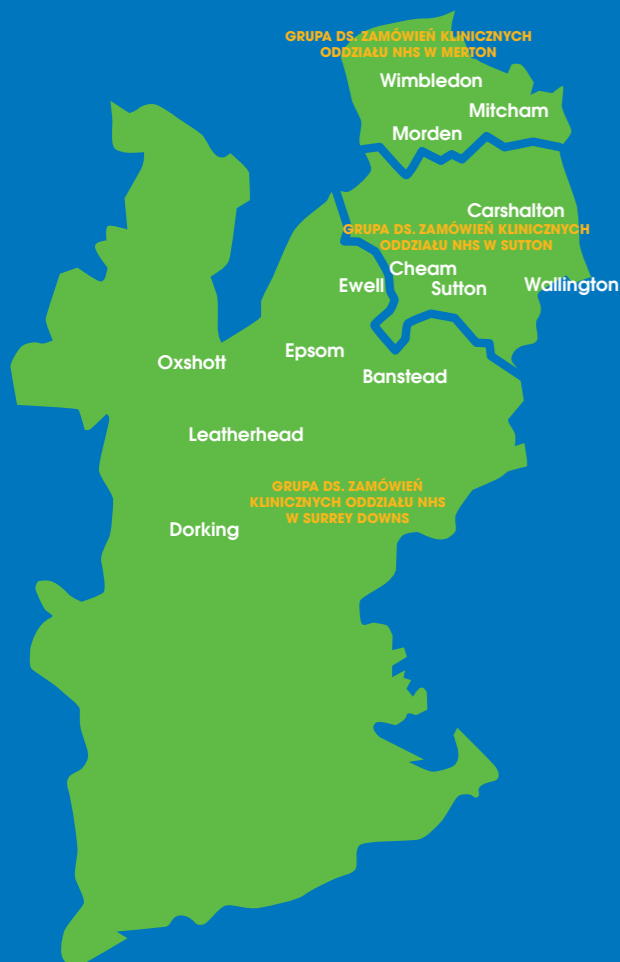 GRUPA DS. ZAMÓWIEŃ KLINICZNYCH
ODDZIAŁU NHS W MERTON
Wimbledon
Mitcham
Morden
Carshalton
GRUPA DS. ZAMÓWIEŃ KLINICZNYCH
ODDZIAŁU NHS W SUTTON
Cheam
Ewell
Sutton
Wallington
Epsom
Oxshott
Banstead
Leatherhead
GRUPA DS. ZAMÓWIEŃ
KLINICZNYCH ODDZIAŁU NHS
W SURREY DOWNS
Dorking